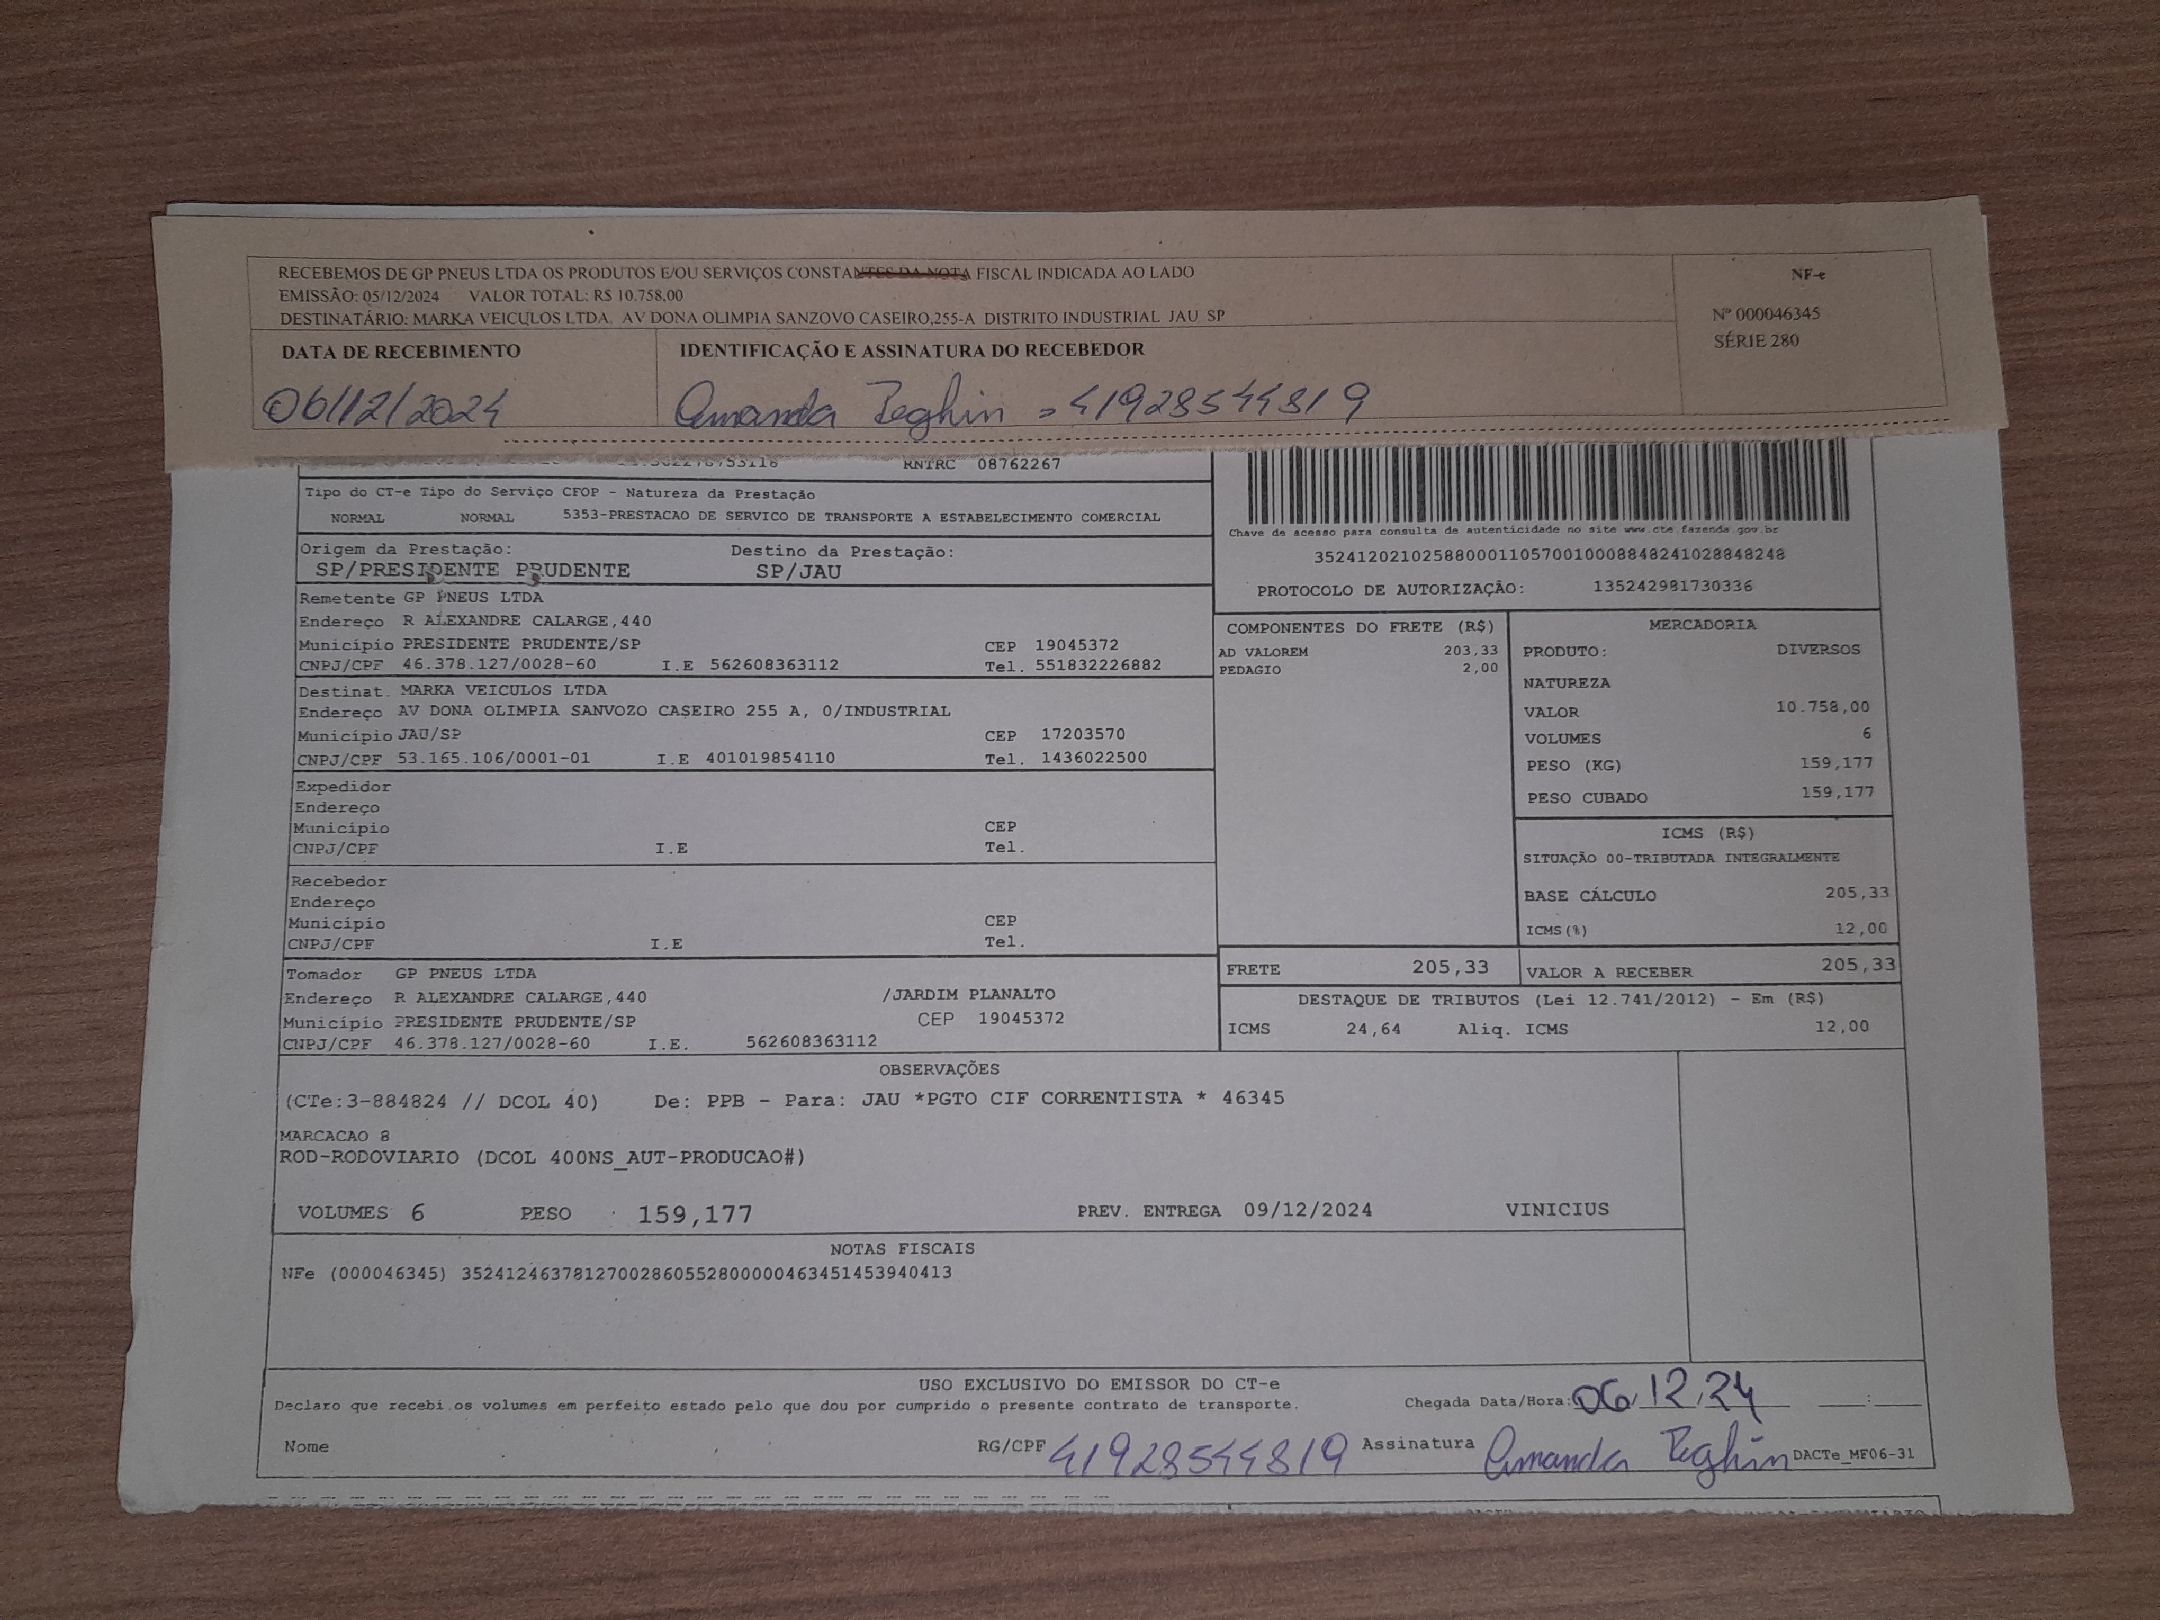 RECEBEMOS DE GP PNEUS LTDA OS PRODUTOS E/OU SERVIÇOS CONSTANTES DA NOTA FISCAL INDICADA AO LADO
EMISSÃO: 05/12/2024 VALOR TOTAL: R$ 10.758,00
DESTINATÁRIO: MARKA VEICULOS LTDA. AV DONA OLIMPIA SANZOVO CASEIRO,255-A DISTRITO INDUSTRIAL JAU SP
NF-e
Nº 000046345
SÉRIE 280
DATA DE RECEBIMENTO
IDENTIFICAÇÃO E ASSINATURA DO RECEBEDOR
06/12/2024
Amanda Teghin 41928544819
RNTRC 08762267
Tipo do CT-e Tipo do Serviço CFOP - Natureza da Prestação
NORMAL NORMAL 5353-PRESTACAO DE SERVICO DE TRANSPORTE A ESTABELECIMENTO COMERCIAL
Chave de acesso para consulta de autenticidade no site www.cte.fazenda.gov.br
35241202102588000110570010008848241028848248
PROTOCOLO DE AUTORIZAÇÃO: 135242981730336
Origem da Prestação: Destino da Prestação:
SP/PRESIDENTE PRUDENTE SP/JAU
Remetente GP PNEUS LTDA
Endereço R ALEXANDRE CALARGE,440
Município PRESIDENTE PRUDENTE/SP CEP 19045372
CNPJ/CPF 46.378.127/0028-60 I.E 562608363112 Tel. 551832226882
Destinat. MARKA VEICULOS LTDA
Endereço AV DONA OLIMPIA SANVOZO CASEIRO 255 A, 0/INDUSTRIAL
Município JAU/SP CEP 17203570
CNPJ/CPF 53.165.106/0001-01 I.E 401019854110 Tel. 1436022500
Expedidor
Endereço
Município CEP
CNPJ/CPF I.E Tel.
Recebedor
Endereço
Município CEP
CNPJ/CPF I.E Tel.
Tomador GP PNEUS LTDA
Endereço R ALEXANDRE CALARGE,440 /JARDIM PLANALTO
Município PRESIDENTE PRUDENTE/SP CEP 19045372
CNPJ/CPF 46.378.127/0028-60 I.E. 562608363112
COMPONENTES DO FRETE (R$)
AD VALOREM 203,33
PEDAGIO 2,00
MERCADORIA
PRODUTO: DIVERSOS
NATUREZA
VALOR 10.758,00
VOLUMES 6
PESO (KG) 159,177
PESO CUBADO 159,177
ICMS (R$)
SITUAÇÃO 00-TRIBUTADA INTEGRALMENTE
BASE CÁLCULO 205,33
ICMS(%) 12,00
FRETE 205,33 VALOR A RECEBER 205,33
DESTAQUE DE TRIBUTOS (Lei 12.741/2012) - Em (R$)
ICMS 24,64 Aliq. ICMS 12,00
OBSERVAÇÕES
(CTe:3-884824 // DCOL 40) De: PPB - Para: JAU *PGTO CIF CORRENTISTA * 46345
MARCACAO 8
ROD-RODOVIARIO (DCOL 400NS_AUT-PRODUCAO#)
VOLUMES 6 PESO 159,177 PREV. ENTREGA 09/12/2024 VINICIUS
NOTAS FISCAIS
NFe (000046345) 35241246378127002860552800000463451453940413
USO EXCLUSIVO DO EMISSOR DO CT-e
Declaro que recebi os volumes em perfeito estado pelo que dou por cumprido o presente contrato de transporte.
Chegada Data/Hora: 06/12/24 :
Nome RG/CPF 41928544819 Assinatura Amanda Teghin DACTe_MF06-31